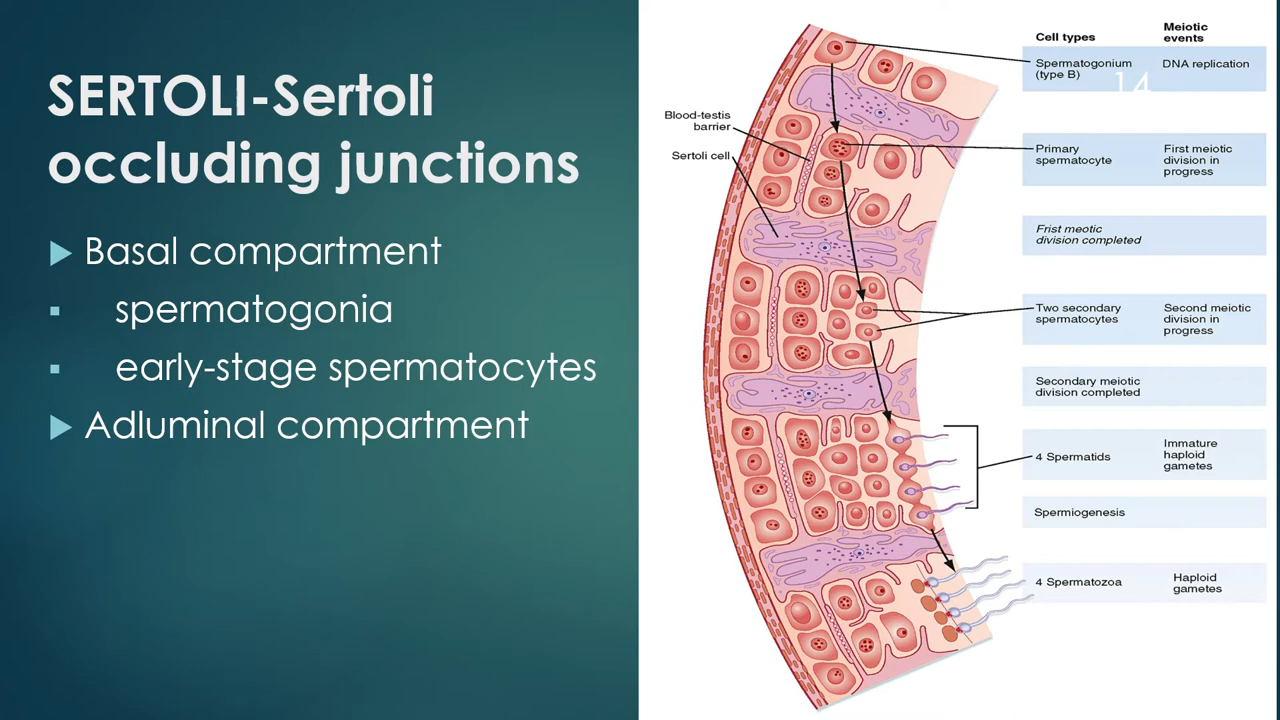 SERTOLI-Sertoli
occluding junctions
Basal compartment
spermatogonia
early-stage spermatocytes
Adluminal compartment
Blood-testis
barrier
Sertoli cell
Cell types
Meiotic
events
Spermatogonium
(type B)
DNA replication
14
Primary
spermatocyte
First meiotic
division in
progress
Frist meotic
division completed
Two secondary
spermatocytes
Second meiotic
division in
progress
Secondary meiotic
division completed
4 Spermatids
Immature
haploid
gametes
Spermiogenesis
4 Spermatozoa
Haploid
gametes